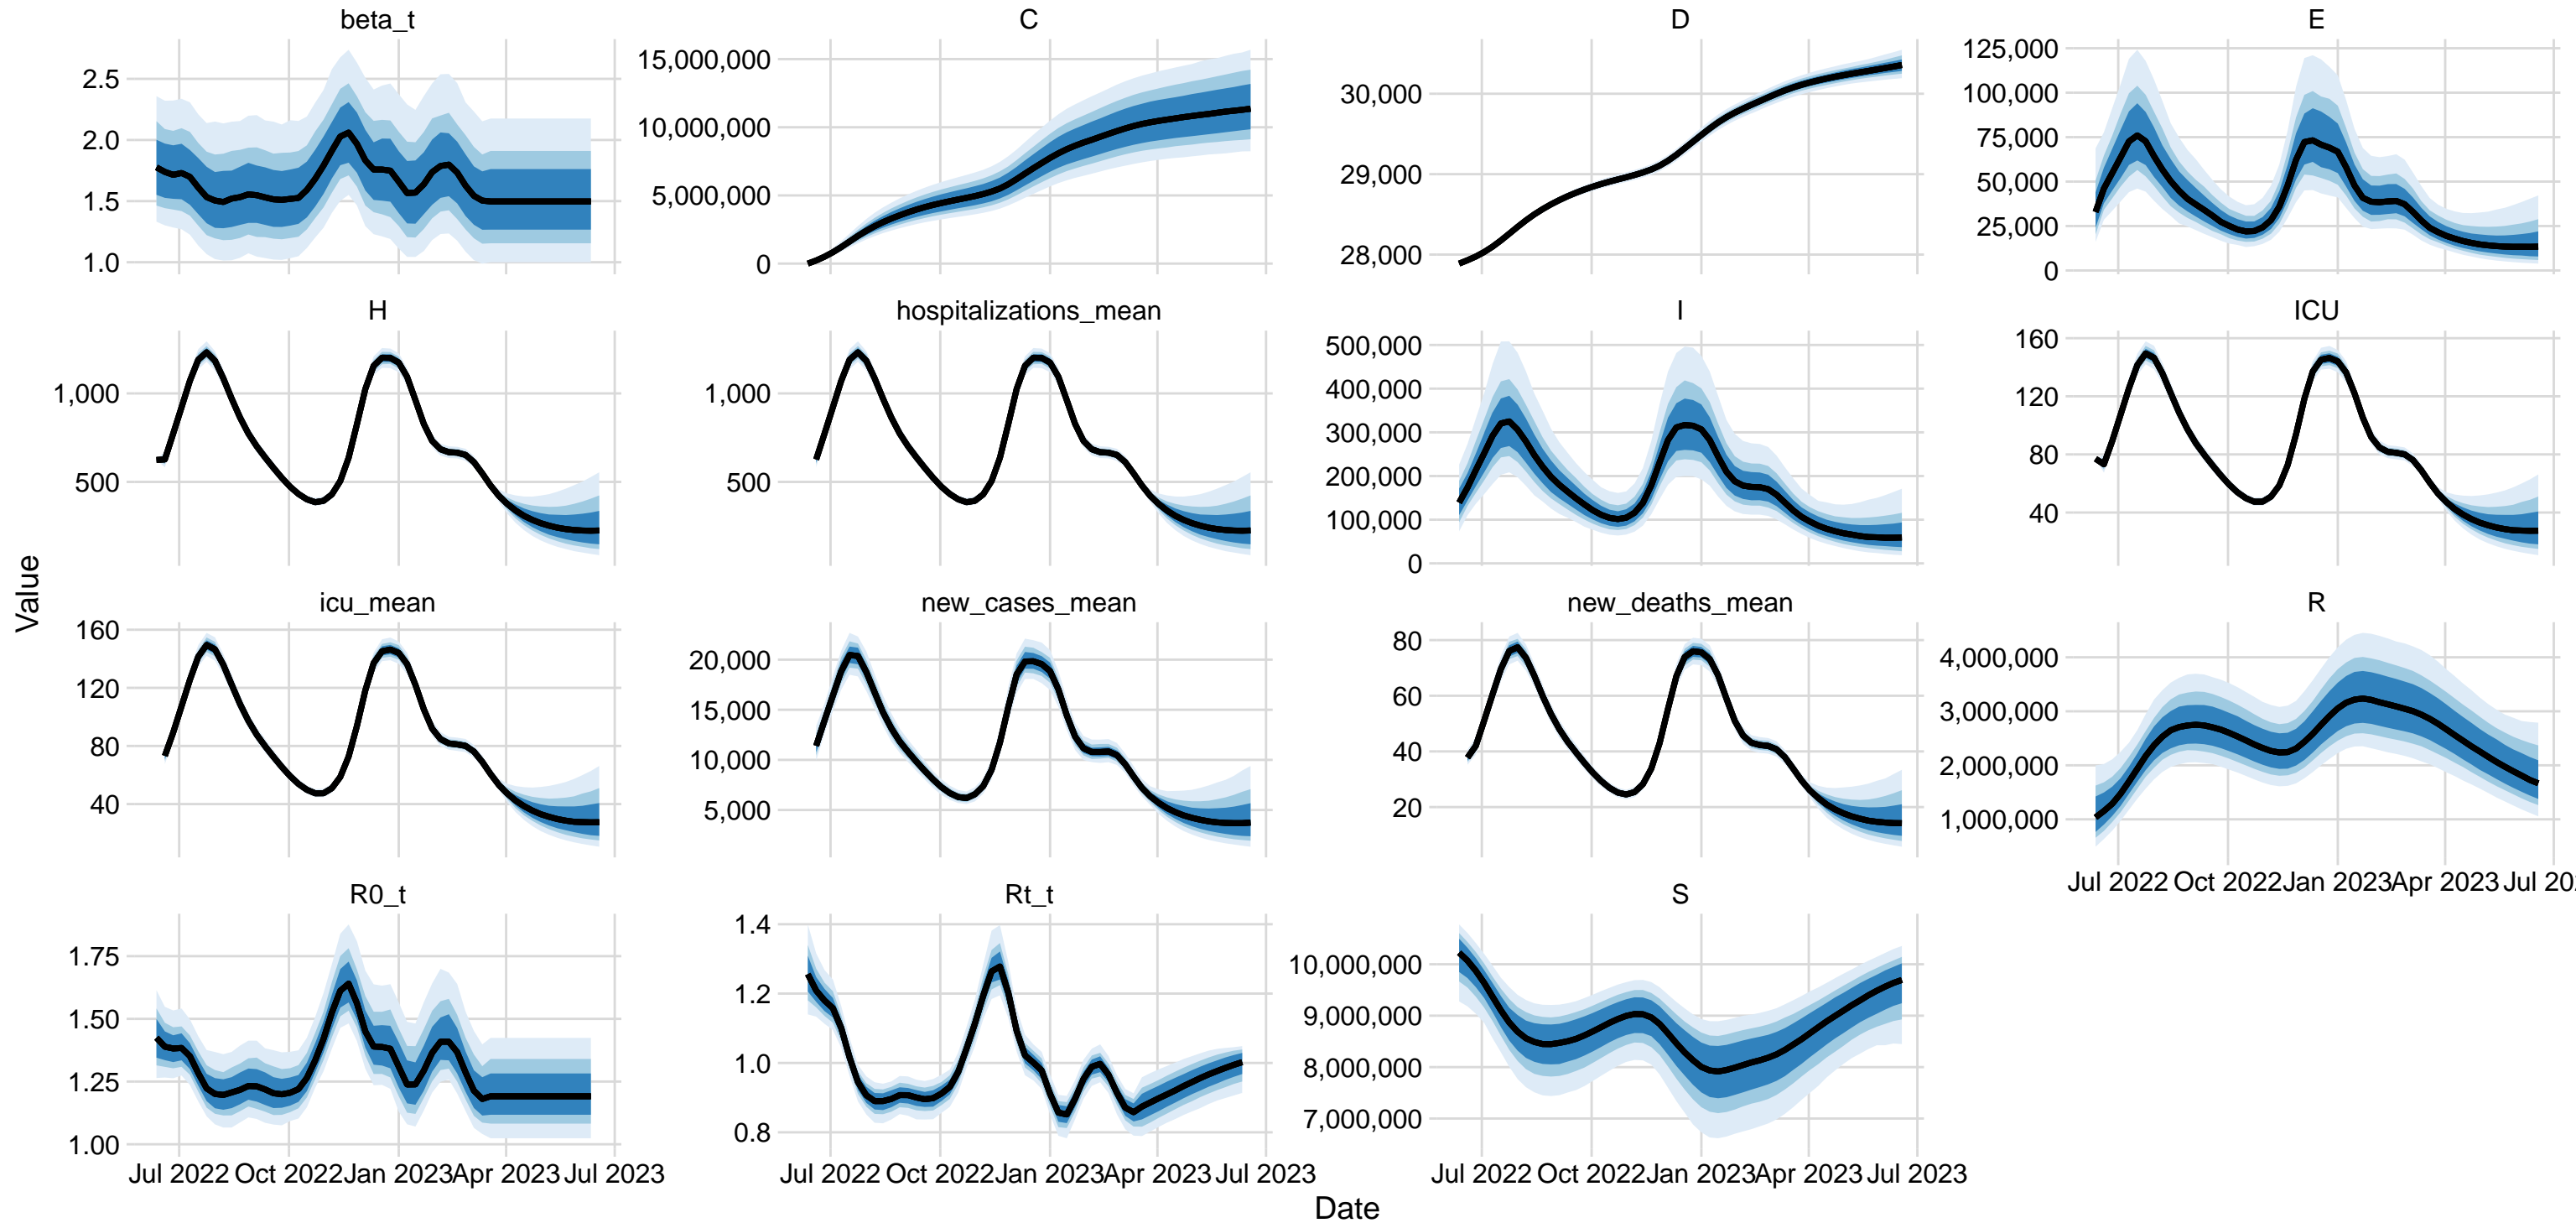 beta_t C D E
2.5 2.0 1.5 1.0
15,000,000 10,000,000 5,000,000 0
30,000 29,000 28,000
125,000 100,000 75,000 50,000 25,000 0
H hospitalizations_mean I ICU
1,000 500
1,000 500
500,000 400,000 300,000 200,000 100,000 0
160 120 80 40
Value
icu_mean new_cases_mean new_deaths_mean R
160 120 80 40
20,000 15,000 10,000 5,000
80 60 40 20
4,000,000 3,000,000 2,000,000 1,000,000
Jul 2022 Oct 2022 Jan 2023 Apr 2023
R0_t Rt_t S
1.75 1.50 1.25 1.00
1.4 1.2 1.0 0.8
10,000,000 9,000,000 8,000,000 7,000,000
Jul 2022 Oct 2022 Jan 2023 Apr 2023 Jul 2023
Jul 2022 Oct 2022 Jan 2023 Apr 2023 Jul 2023
Jul 2022 Oct 2022 Jan 2023 Apr 2023 Jul 2023
Date